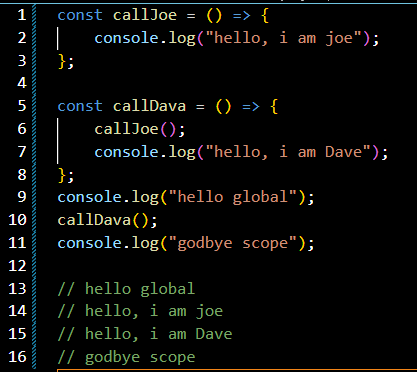 1 const callJoe = () => {
2     console.log("hello, i am joe");
3 };
4
5 const callDava = () => {
6     callJoe();
7     console.log("hello, i am Dave");
8 };
9 console.log("hello global");
10 callDava();
11 console.log("godbye scope");
12
13 // hello global
14 // hello, i am joe
15 // hello, i am Dave
16 // godbye scope